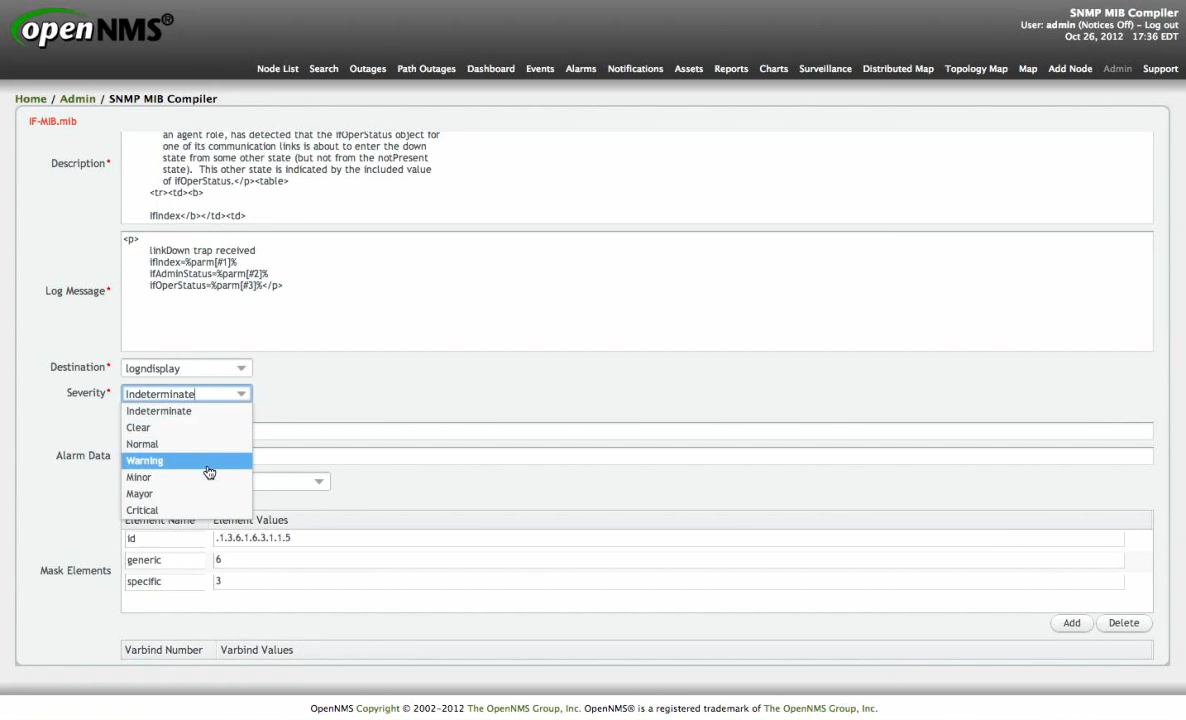 openNMS®
SNMP MIB Compiler
User: admin (Notices Off) - Log out
Oct 26, 2012 17:36 EDT
Node List Search Outages Path Outages Dashboard Events Alarms Notifications Assets Reports Charts Surveillance Distributed Map Topology Map Map Add Node Admin Support
Home / Admin / SNMP MIB Compiler
IF-MIB.mib
an agent role, has detected that the ifOperStatus object for
one of its communication links is about to enter the down
Description* state from some other state (but not from the notPresent
state). This other state is indicated by the included value
of ifOperStatus.</p><table>
<tr><td><b>
ifIndex</b></td><td>
<p>
linkDown trap received
ifIndex=%parm[#1]%
ifAdminStatus=%parm[#2]%
ifOperStatus=%parm[#3]%</p>
Log Message*
Destination* logndisplay
Severity* Indeterminate
Indeterminate
Clear
Normal
Alarm Data
Warning
Minor
Mayor
Critical
Element Name Element Values
id .1.3.6.1.6.3.1.1.5
generic 6
Mask Elements
specific 3
Add Delete
Varbind Number Varbind Values
OpenNMS Copyright © 2002-2012 The OpenNMS Group, Inc. OpenNMS® is a registered trademark of The OpenNMS Group, Inc.